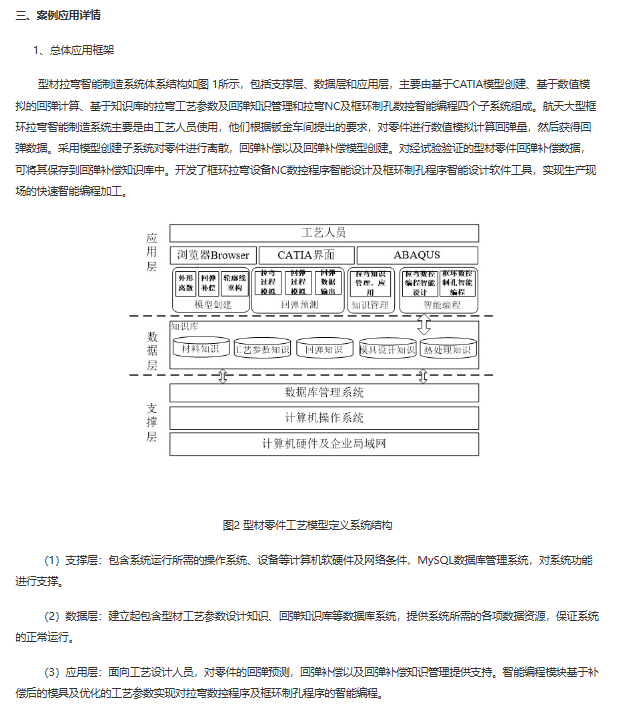 三、案例应用详情
1、总体应用框架
型材拉弯智能制造系统体系结构如图 1所示，包括支撑层、数据层和应用层，主要由基于CATIA模型创建、基于数值模
拟的回弹计算、基于知识库的拉弯工艺参数及回弹知识管理和拉弯NC及框环制孔数控智能编程四个子系统组成。航天大型框
环拉弯智能制造系统主要是由工艺人员使用，他们根据钣金车间提出的要求，对零件进行数值模拟计算回弹量，然后获得回
弹数据。采用模型创建子系统对零件进行离散，回弹补偿以及回弹补偿模型创建。对经试验验证的型材零件回弹补偿数据，
可将其保存到回弹补偿知识库中。开发了框环拉弯设备NC数控程序智能设计及框环制孔程序智能设计软件工具，实现生产现
场的快速智能编程加工。
应用层
工艺人员
浏览器Browser CATIA界面 ABAQUS
外形离散 回弹补偿 轮廓线重构 拉弯过程模拟 回弹过程模拟 回弹数据输出 拉弯知识管理、应用 拉弯数控编程智能设计 框环数控制孔智能编程
模型创建 回弹预测 知识管理 智能编程
数据层
知识库
材料知识 工艺参数知识 回弹知识 模具设计知识 热处理知识
支撑层
数据库管理系统
计算机操作系统
计算机硬件及企业局域网
图2 型材零件工艺模型定义系统结构
（1）支撑层：包含系统运行所需的操作系统、设备等计算机软硬件及网络条件，MySQL数据库管理系统，对系统功能
进行支撑。
（2）数据层：建立起包含型材工艺参数设计知识、回弹知识库等数据库系统，提供系统所需的各项数据资源，保证系统
的正常运行。
（3）应用层：面向工艺设计人员，对零件的回弹预测，回弹补偿以及回弹补偿知识管理提供支持。智能编程模块基于补
偿后的模具及优化的工艺参数实现对拉弯数控程序及框环制孔程序的智能编程。